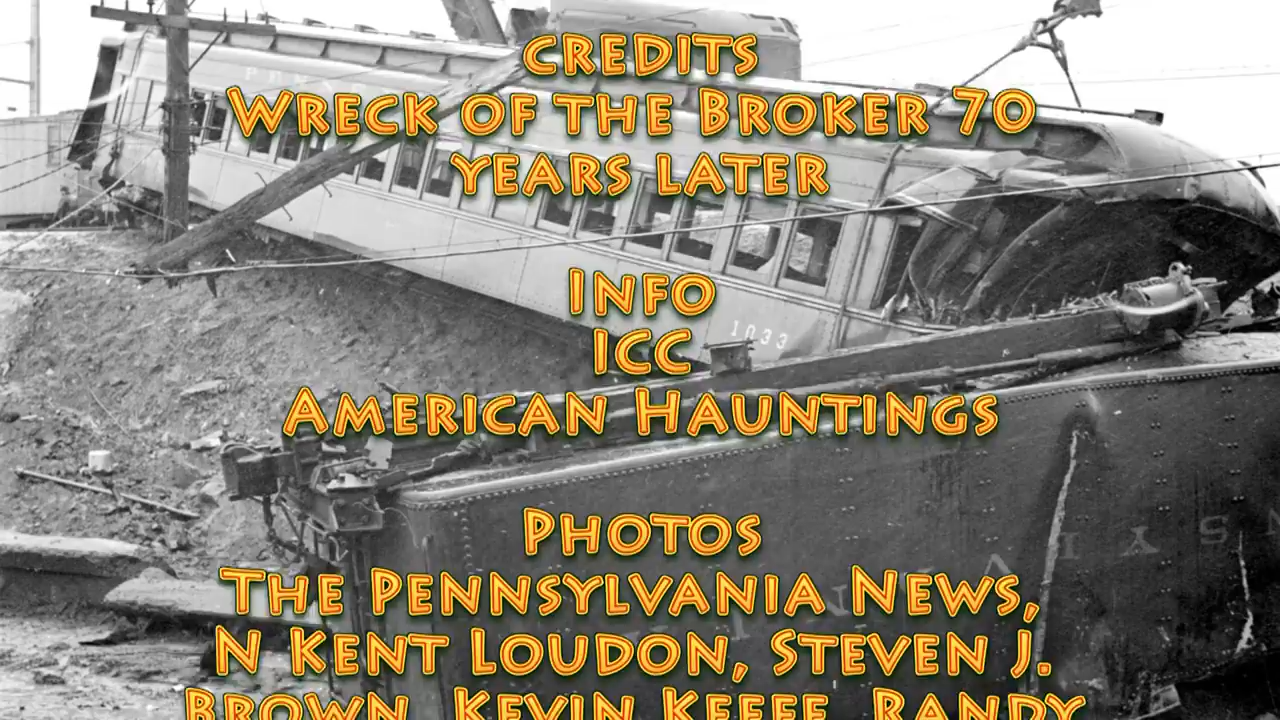 CREDITS
WRECK OF THE BROKER 70
YEARS LATER
INFO
ICC
AMERICAN HAUNTINGS
1033
PHOTOS
THE PENNSYLVANIA NEWS,
N KENT LOUDON, STEVEN J.
BROWN, KEVIN KEEFE, RANDY